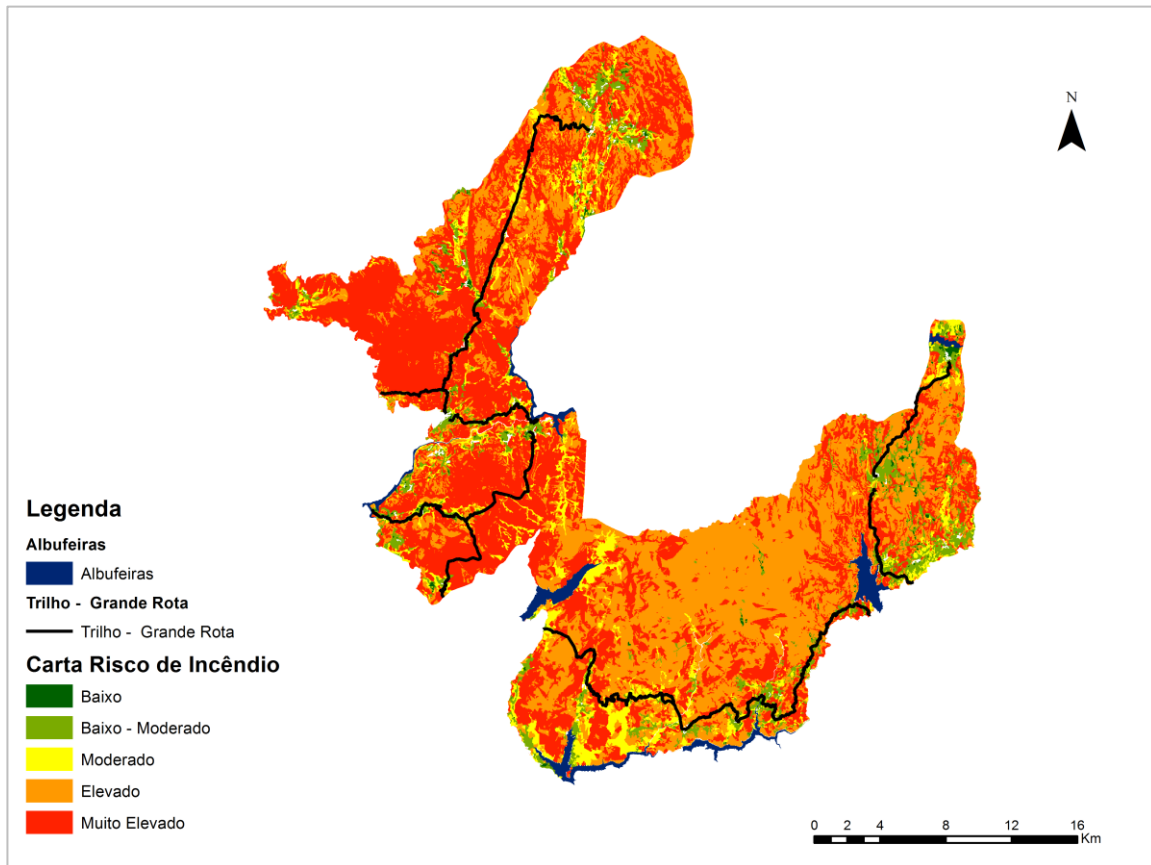 N
Legenda
Albufeiras
Albufeiras
Trilho - Grande Rota
Trilho - Grande Rota
Carta Risco de Incêndio
Baixo
Baixo - Moderado
Moderado
Elevado
Muito Elevado
0 2 4 8 12 16
Km